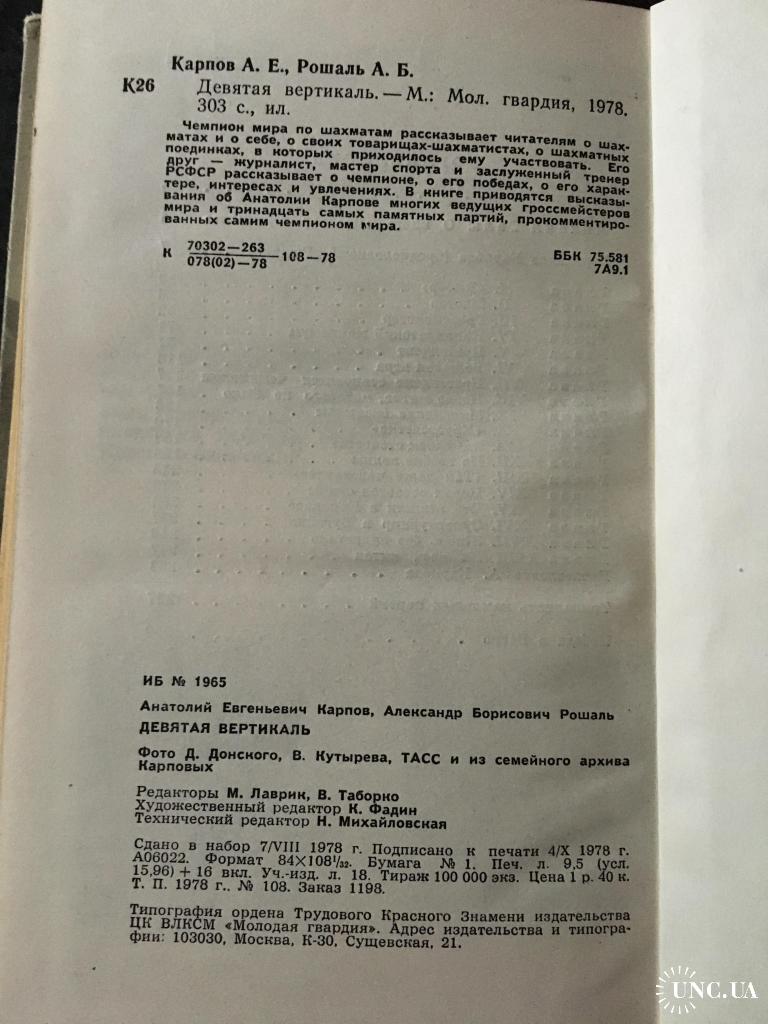 Карпов А. Е., Рошаль А. Б.
К26 Девятая вертикаль. — М.: Мол. гвардия, 1978.
303 с., ил.
Чемпион мира по шахматам рассказывает читателям о шах-
матах и о себе, о своих товарищах-шахматистах, о шахматных
поединках, в которых приходилось ему участвовать. Его
друг — журналист, мастер спорта и заслуженный тренер
РСФСР рассказывает о чемпионе, о его победах, о его харак-
тере, интересах и увлечениях. В книге приводятся высказы-
вания об Анатолии Карпове многих ведущих гроссмейстеров
мира и тринадцать самых памятных партий, прокомментиро-
ванных самим чемпионом мира.
К 70302—263
078(02)—78 108—78
ББК 75.581
7А9.1
ИБ № 1965
Анатолий Евгеньевич Карпов, Александр Борисович Рошаль
ДЕВЯТАЯ ВЕРТИКАЛЬ
Фото Д. Донского, В. Кутырева, ТАСС и из семейного архива
Карповых
Редакторы М. Лаврик, В. Таборко
Художественный редактор К. Фадин
Технический редактор Н. Михайловская
Сдано в набор 7/VIII 1978 г. Подписано к печати 4/X 1978 г.
А06022. Формат 84×108¹/₃₂. Бумага № 1. Печ. л. 9,5 (усл.
15,96) + 16 вкл. Уч.-изд. л. 18. Тираж 100 000 экз. Цена 1 р. 40 к.
Т. П. 1978 г., № 108. Заказ 1198.
Типография ордена Трудового Красного Знамени издательства
ЦК ВЛКСМ «Молодая гвардия». Адрес издательства и типогра-
фии: 103030, Москва, К-30, Сущевская, 21.
UNC.UA